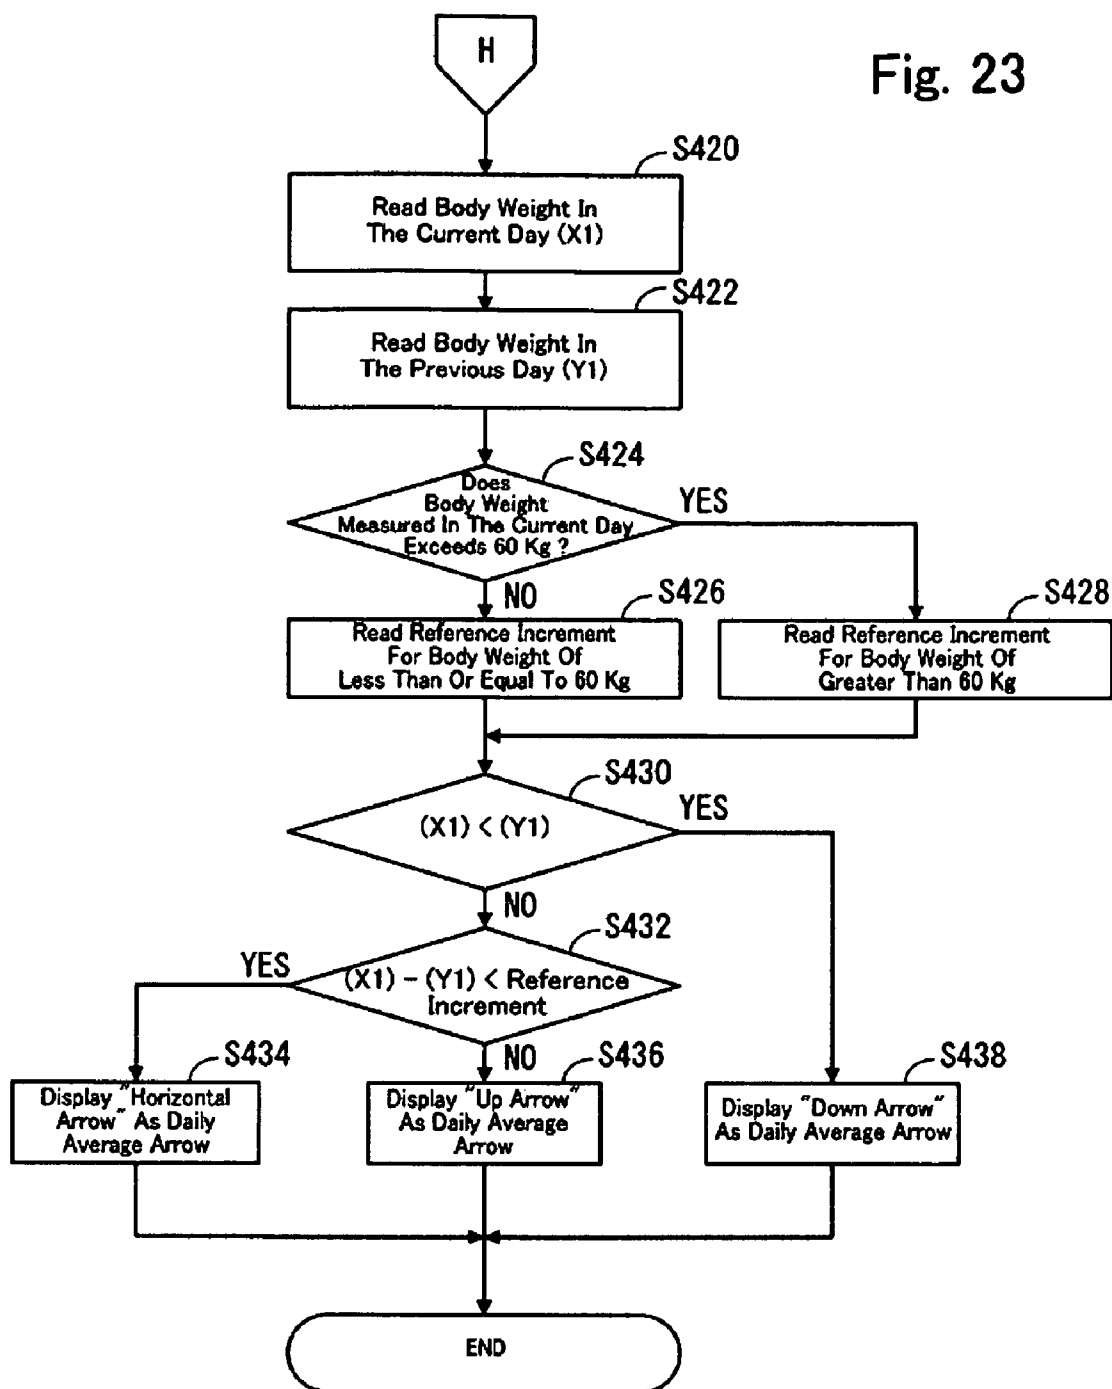 H
Fig. 23
S420
Read Body Weight In
The Current Day (X1)
S422
Read Body Weight In
The Previous Day (Y1)
S424
Does
Body Weight
Measured In The Current Day
Exceeds 60 Kg ?
YES
NO
S426
Read Reference Increment
For Body Weight Of
Less Than Or Equal To 60 Kg
S428
Read Reference Increment
For Body Weight Of
Greater Than 60 Kg
S430
(X1) < (Y1)
YES
NO
S432
(X1) − (Y1) < Reference
Increment
YES
NO
S434
Display "Horizontal
Arrow" As Daily
Average Arrow
S436
Display "Up Arrow"
As Daily Average
Arrow
S438
Display "Down Arrow"
As Daily Average Arrow
END